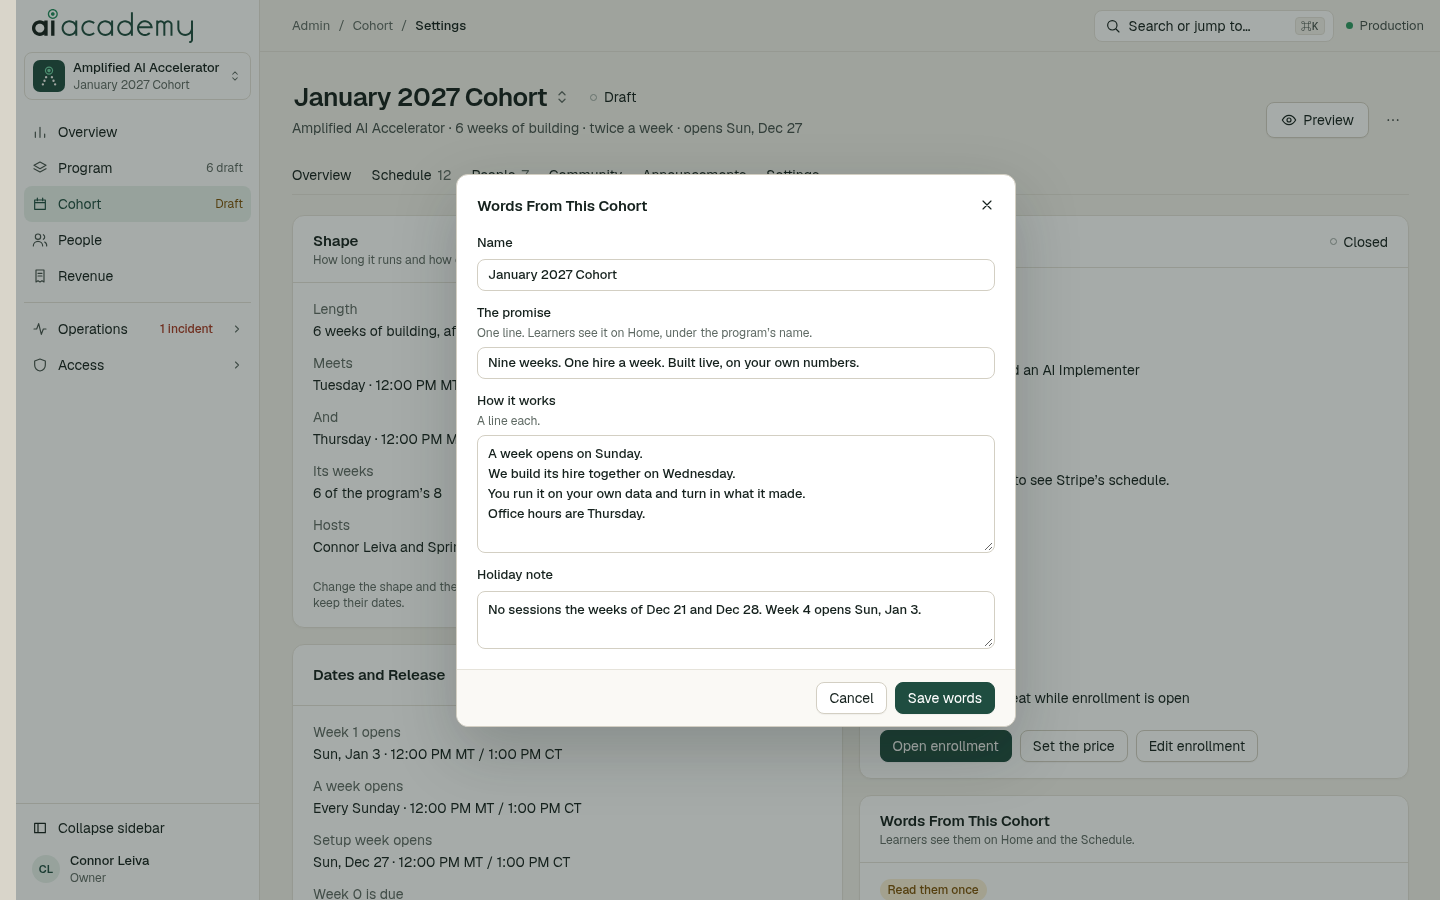 ai academy
Amplified AI Accelerator
January 2027 Cohort
Overview
Program 6 draft
Cohort Draft
People
Revenue
Operations 1 incident
Access
Collapse sidebar
CL
Connor Leiva
Owner
Admin / Cohort / Settings
Search or jump to… ⌘K
Production
January 2027 Cohort
Draft
Amplified AI Accelerator · 6 weeks of building · twice a week · opens Sun, Dec 27
Preview
Overview Schedule 12 People 7 Community Announcements Settings
Shape
How long it runs and how
Length
6 weeks of building,
Meets
Tuesday · 12:00 PM MT
And
Thursday · 12:00 PM
Its weeks
6 of the program’s 8
Hosts
Connor Leiva and
Change the shape and the
keep their dates.
Dates and Release
Week 1 opens
Sun, Jan 3 · 12:00 PM MT / 1:00 PM CT
A week opens
Every Sunday · 12:00 PM MT / 1:00 PM CT
Setup week opens
Sun, Dec 27 · 12:00 PM MT / 1:00 PM CT
Week 0 is due
Words From This Cohort
Name
January 2027 Cohort
The promise
One line. Learners see it on Home, under the program’s name.
Nine weeks. One hire a week. Built live, on your own numbers.
How it works
A line each.
A week opens on Sunday.
We build its hire together on Wednesday.
You run it on your own data and turn in what it made.
Office hours are Thursday.
Holiday note
No sessions the weeks of Dec 21 and Dec 28. Week 4 opens Sun, Jan 3.
Cancel
Save words
Closed
an AI Implementer
to see Stripe’s schedule.
while enrollment is open
Open enrollment
Set the price
Edit enrollment
Words From This Cohort
Learners see them on Home and the Schedule.
Read them once